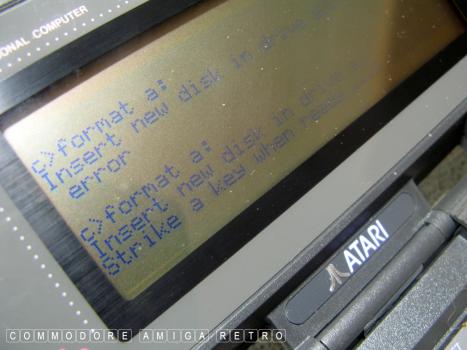 ONAL COMPUTER
c>format a:
Insert new disk in drive
error
c>format a:
Insert new disk in drive a
Strike a key when read
ATARI
COMMODORE AMIGA RETRO